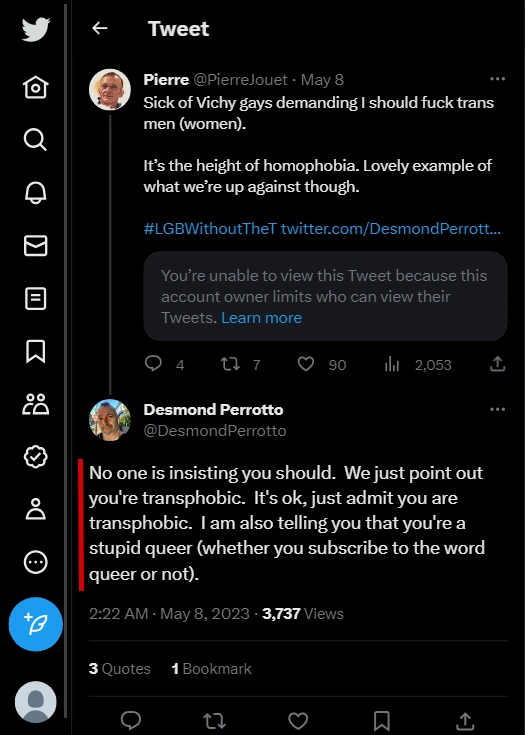 Tweet
Pierre @PierreJouet · May 8
Sick of Vichy gays demanding I should fuck trans
men (women).
It's the height of homophobia. Lovely example of
what we're up against though.
#LGBWithoutTheT twitter.com/DesmondPerrott...
You're unable to view this Tweet because this
account owner limits who can view their
Tweets. Learn more
4 7 90 2,053
Desmond Perrotto
@DesmondPerrotto
No one is insisting you should. We just point out
you're transphobic. It's ok, just admit you are
transphobic. I am also telling you that you're a
stupid queer (whether you subscribe to the word
queer or not).
2:22 AM · May 8, 2023 · 3,737 Views
3 Quotes 1 Bookmark